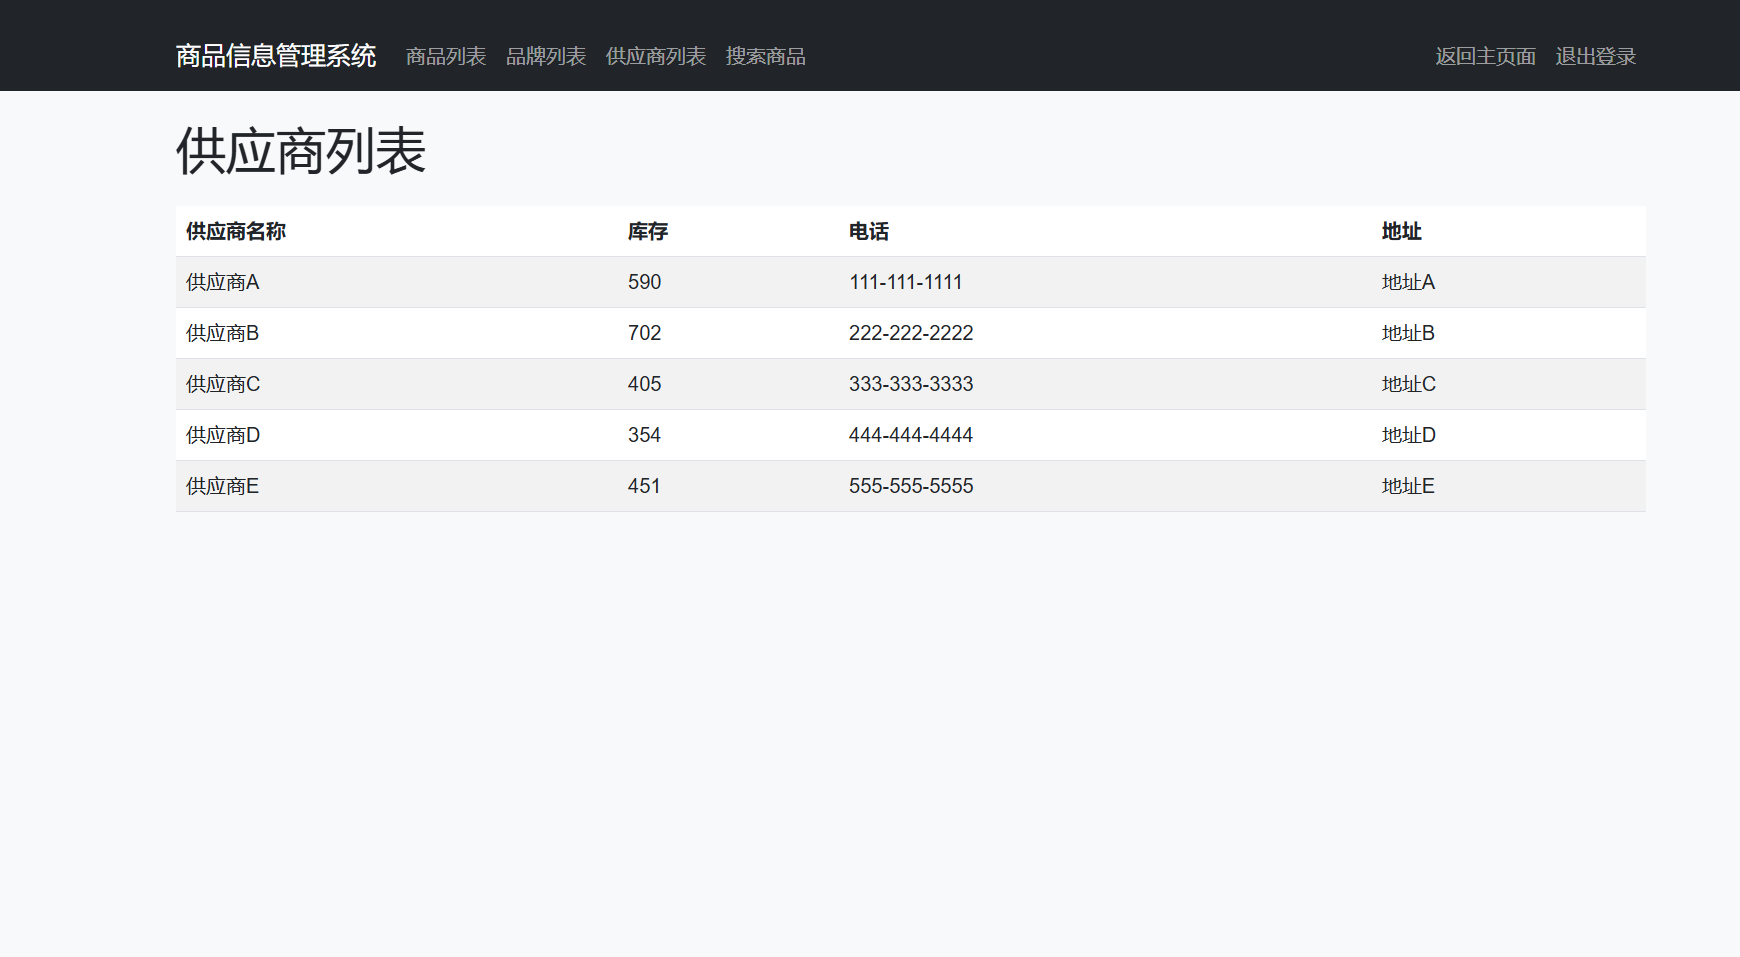 商品信息管理系统 商品列表 品牌列表 供应商列表 搜索商品 返回主页面 退出登录
供应商列表
供应商名称 库存 电话 地址
供应商A 590 111-111-1111 地址A
供应商B 702 222-222-2222 地址B
供应商C 405 333-333-3333 地址C
供应商D 354 444-444-4444 地址D
供应商E 451 555-555-5555 地址E